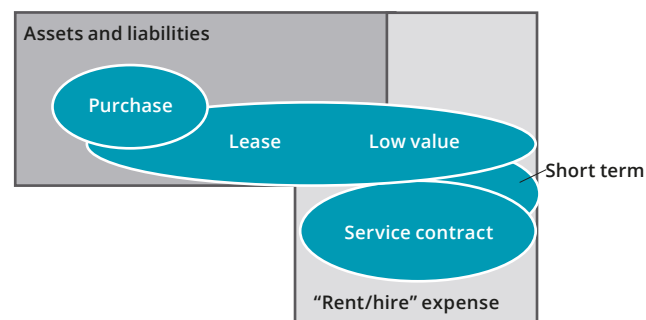 Assets and liabilities
Purchase
Lease
Low value
Short term
Service contract
“Rent/hire” expense